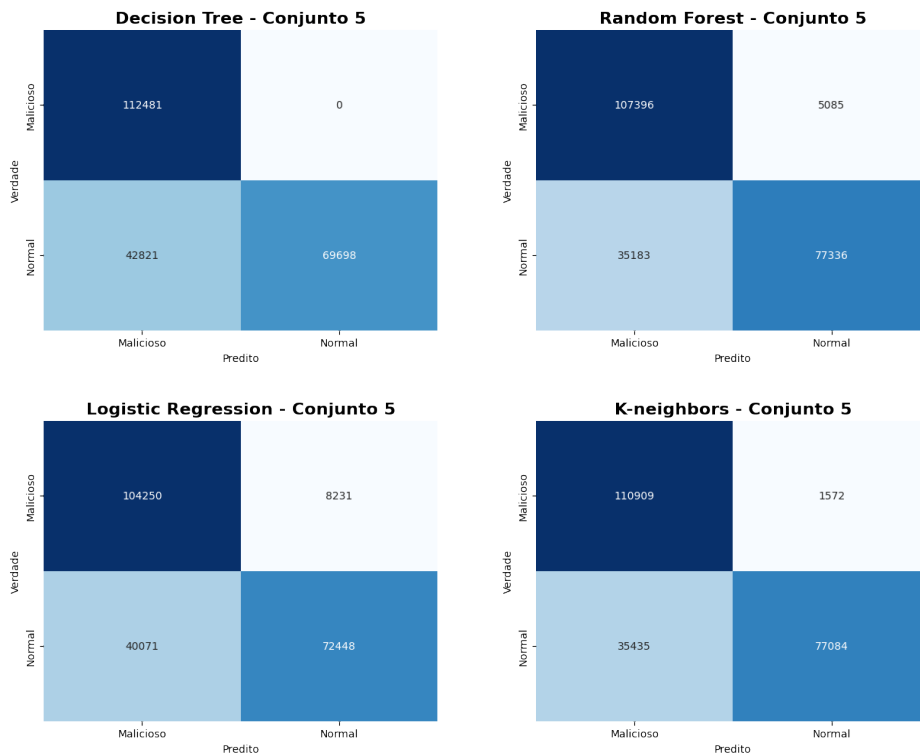 Decision Tree - Conjunto 5
Malicioso
112481
0
Verdade
Normal
42821
69698
Malicioso
Normal
Predito
Random Forest - Conjunto 5
Malicioso
107396
5085
Verdade
Normal
35183
77336
Malicioso
Normal
Predito
Logistic Regression - Conjunto 5
Malicioso
104250
8231
Verdade
Normal
40071
72448
Malicioso
Normal
Predito
K-neighbors - Conjunto 5
Malicioso
110909
1572
Verdade
Normal
35435
77084
Malicioso
Normal
Predito